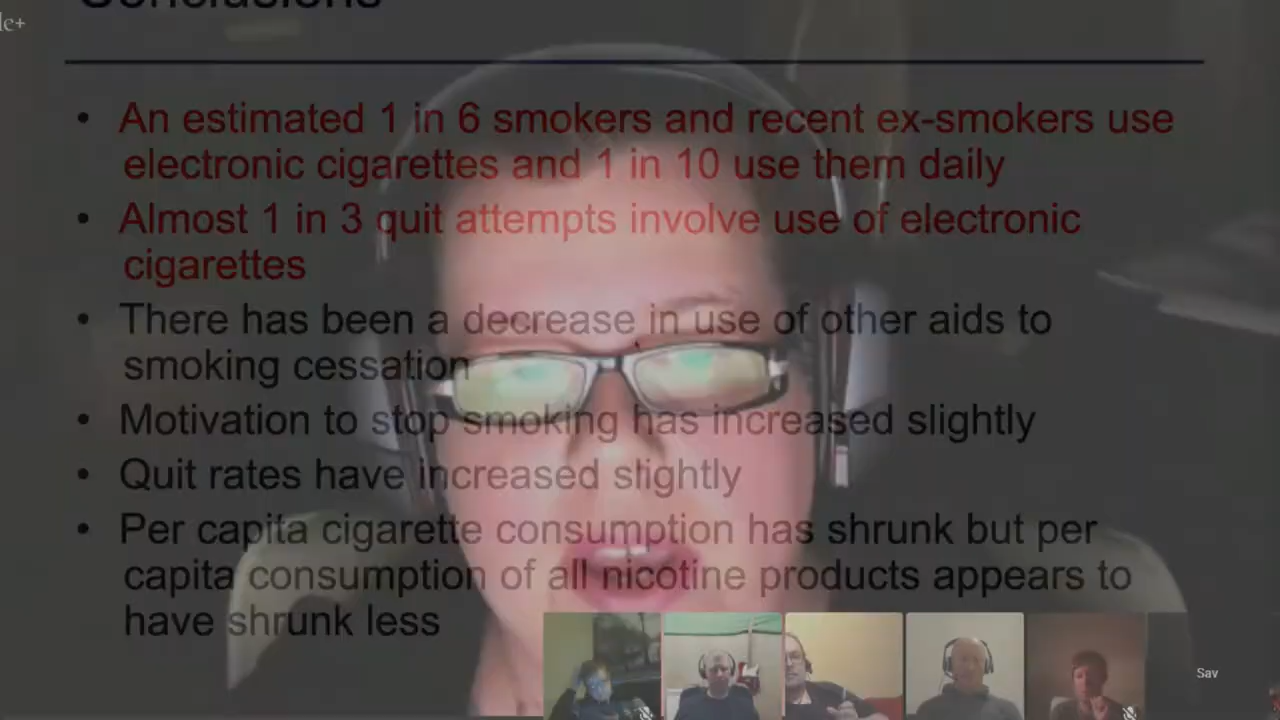 Conclusions
le+
• An estimated 1 in 6 smokers and recent ex-smokers use
electronic cigarettes and 1 in 10 use them daily
• Almost 1 in 3 quit attempts involve use of electronic
cigarettes
• There has been a decrease in use of other aids to
smoking cessation
• Motivation to stop smoking has increased slightly
• Quit rates have increased slightly
• Per capita cigarette consumption has shrunk but per
capita consumption of all nicotine products appears to
have shrunk less
Sav